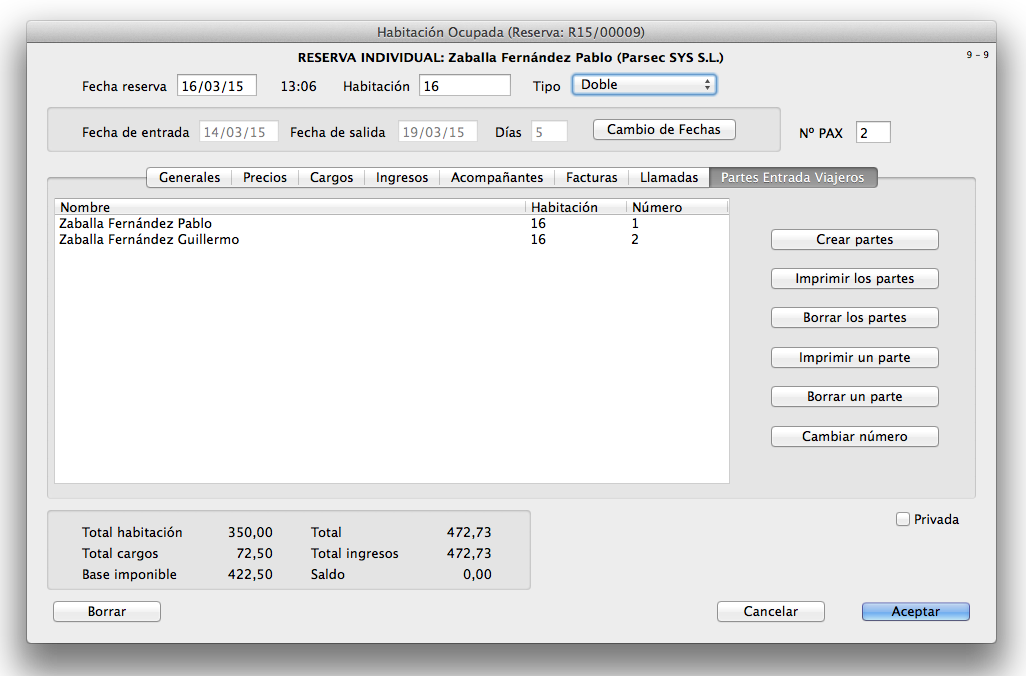 Habitación Ocupada (Reserva: R15/00009)
RESERVA INDIVIDUAL: Zaballa Fernández Pablo (Parsec SYS S.L.)
9 - 9
Fecha reserva 16/03/15 13:06 Habitación 16 Tipo Doble
Fecha de entrada 14/03/15 Fecha de salida 19/03/15 Días 5 Cambio de Fechas Nº PAX 2
Generales Precios Cargos Ingresos Acompañantes Facturas Llamadas Partes Entrada Viajeros
Nombre Habitación Número
Zaballa Fernández Pablo 16 1
Zaballa Fernández Guillermo 16 2
Crear partes
Imprimir los partes
Borrar los partes
Imprimir un parte
Borrar un parte
Cambiar número
Privada
Total habitación 350,00 Total 472,73
Total cargos 72,50 Total ingresos 472,73
Base imponible 422,50 Saldo 0,00
Borrar Cancelar Aceptar